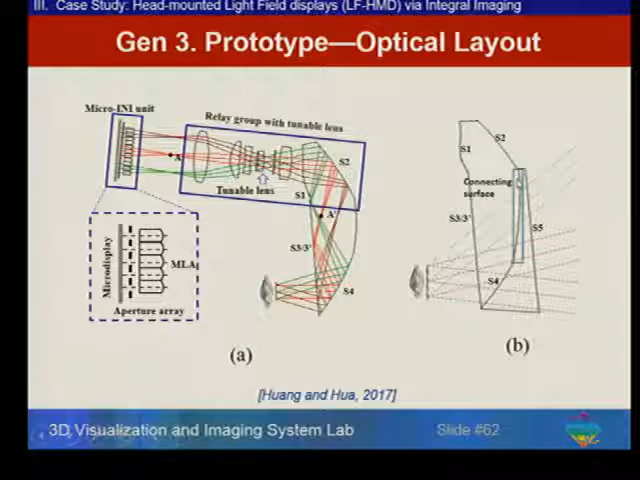 III. Case Study: Head-mounted Light Field displays (LF-HMD) via Integral Imaging
Gen 3. Prototype—Optical Layout
Micro-INI unit
Relay group with tunable lens
A
S2
Tunable lens
S1
A'
S3/3'
S4
Microdisplay
MLA
Aperture array
(a)
S1
S2
Connecting
surface
S3/3'
S5
S4
(b)
[Huang and Hua, 2017]
3D Visualization and Imaging System Lab
Slide #62